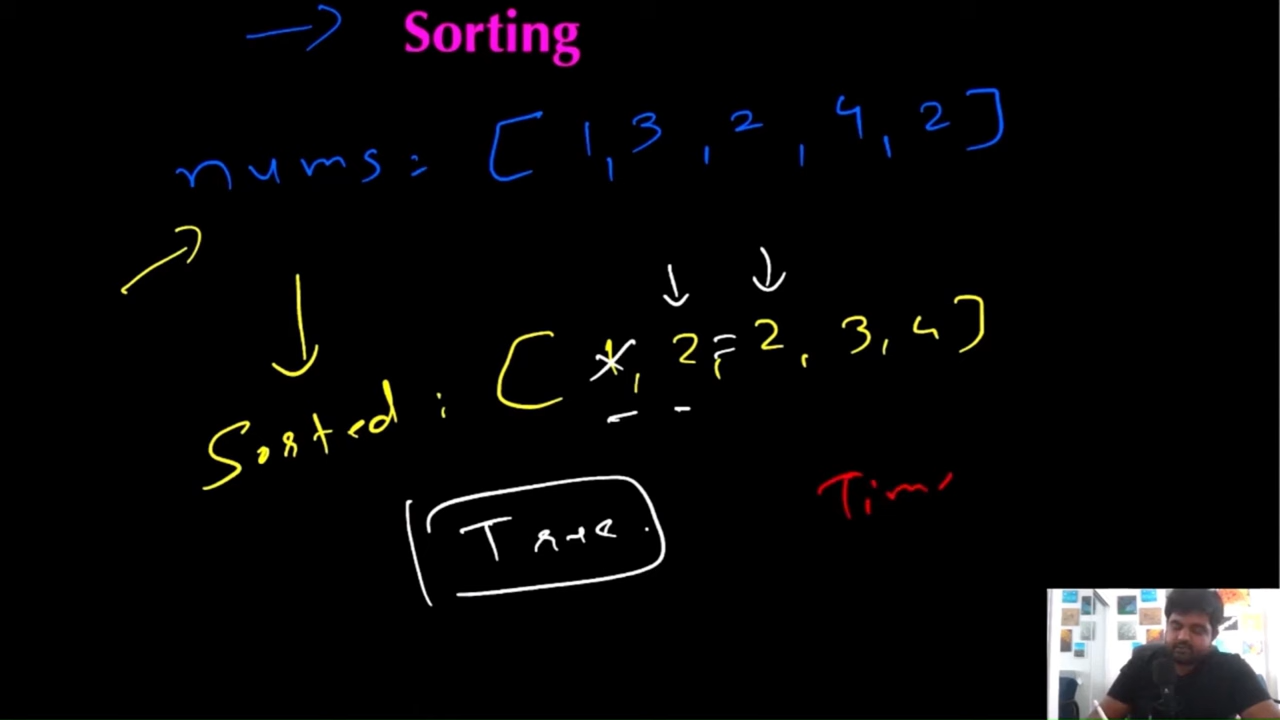 Sorting
nums: [ 1, 3, 2, 4, 2 ]
Sorted: [ 1, 2, = 2, 3, 4 ]
True.
Tim